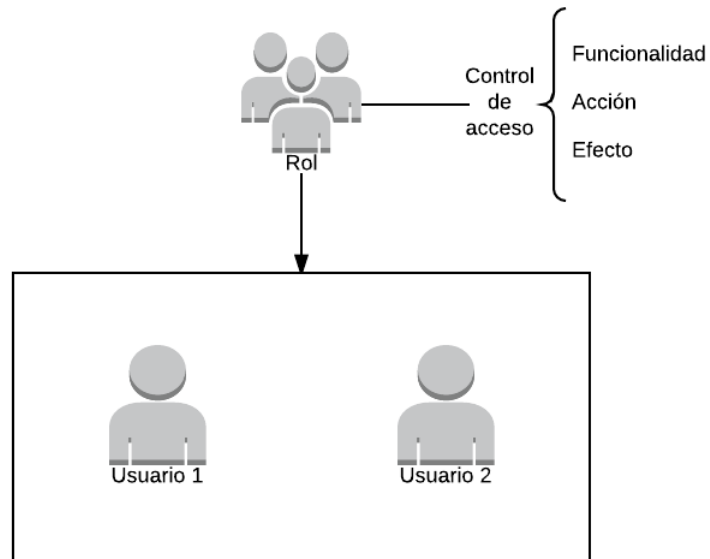 Rol
Control
de
acceso
Funcionalidad
Acción
Efecto
Usuario 1
Usuario 2